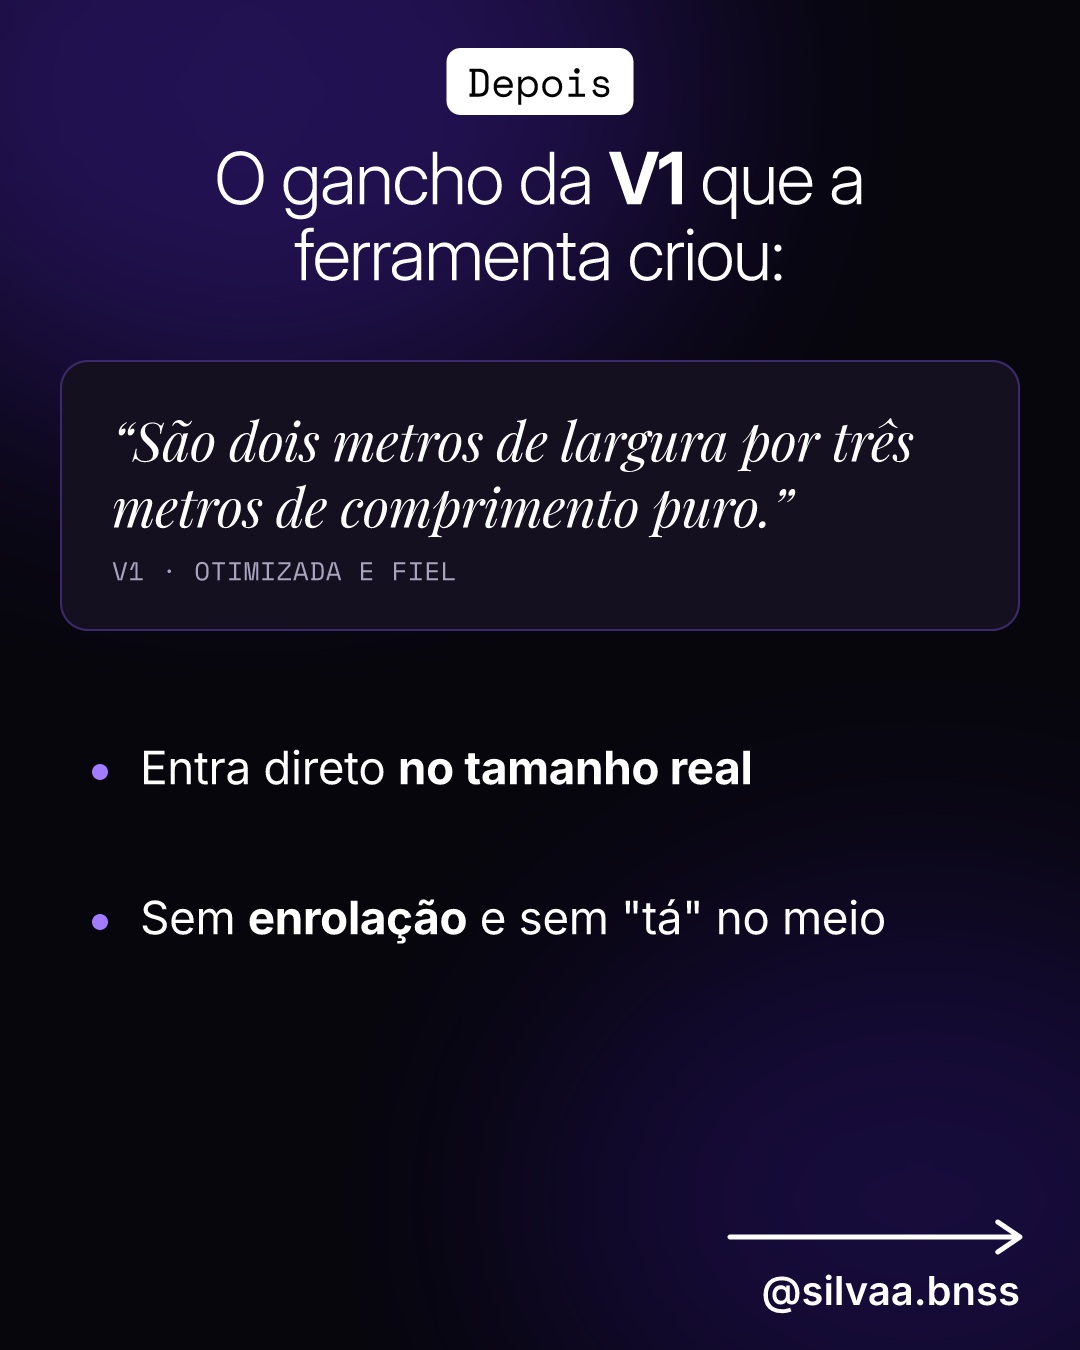 Depois
O gancho da V1 que a
ferramenta criou:
“São dois metros de largura por três
metros de comprimento puro.”
V1 · OTIMIZADA E FIEL
• Entra direto no tamanho real
• Sem enrolação e sem "tá" no meio
@silvaa.bnss